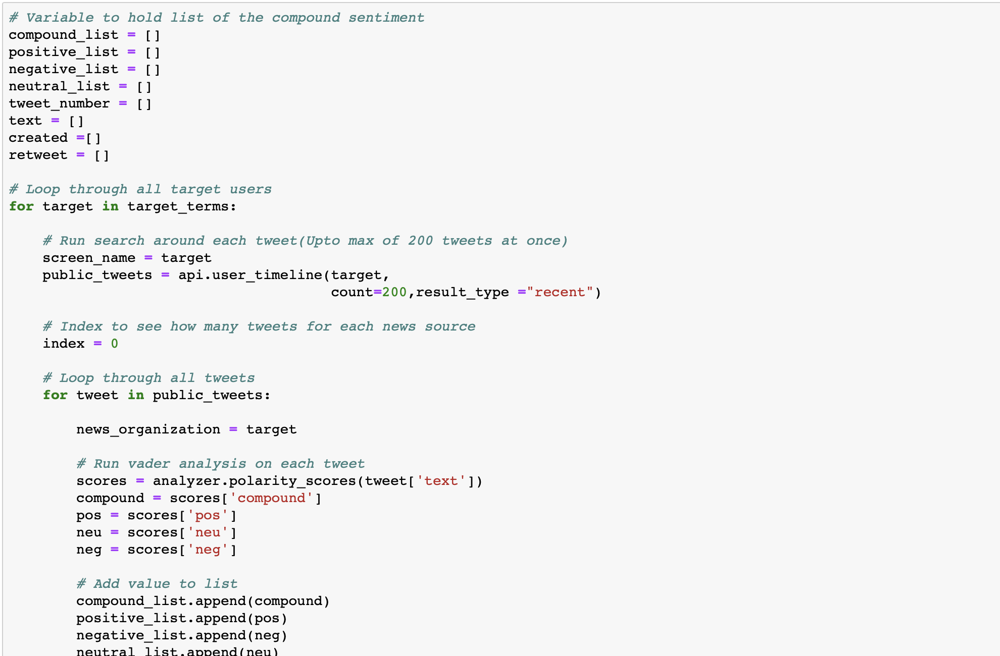 # Variable to hold list of the compound sentiment
compound_list = []
positive_list = []
negative_list = []
neutral_list = []
tweet_number = []
text = []
created =[]
retweet = []

# Loop through all target users
for target in target_terms:

    # Run search around each tweet(Upto max of 200 tweets at once)
    screen_name = target
    public_tweets = api.user_timeline(target,
                                      count=200,result_type ="recent")

    # Index to see how many tweets for each news source
    index = 0

    # Loop through all tweets
    for tweet in public_tweets:

        news_organization = target

        # Run vader analysis on each tweet
        scores = analyzer.polarity_scores(tweet['text'])
        compound = scores['compound']
        pos = scores['pos']
        neu = scores['neu']
        neg = scores['neg']

        # Add value to list
        compound_list.append(compound)
        positive_list.append(pos)
        negative_list.append(neg)
        neutral_list.append(neu)